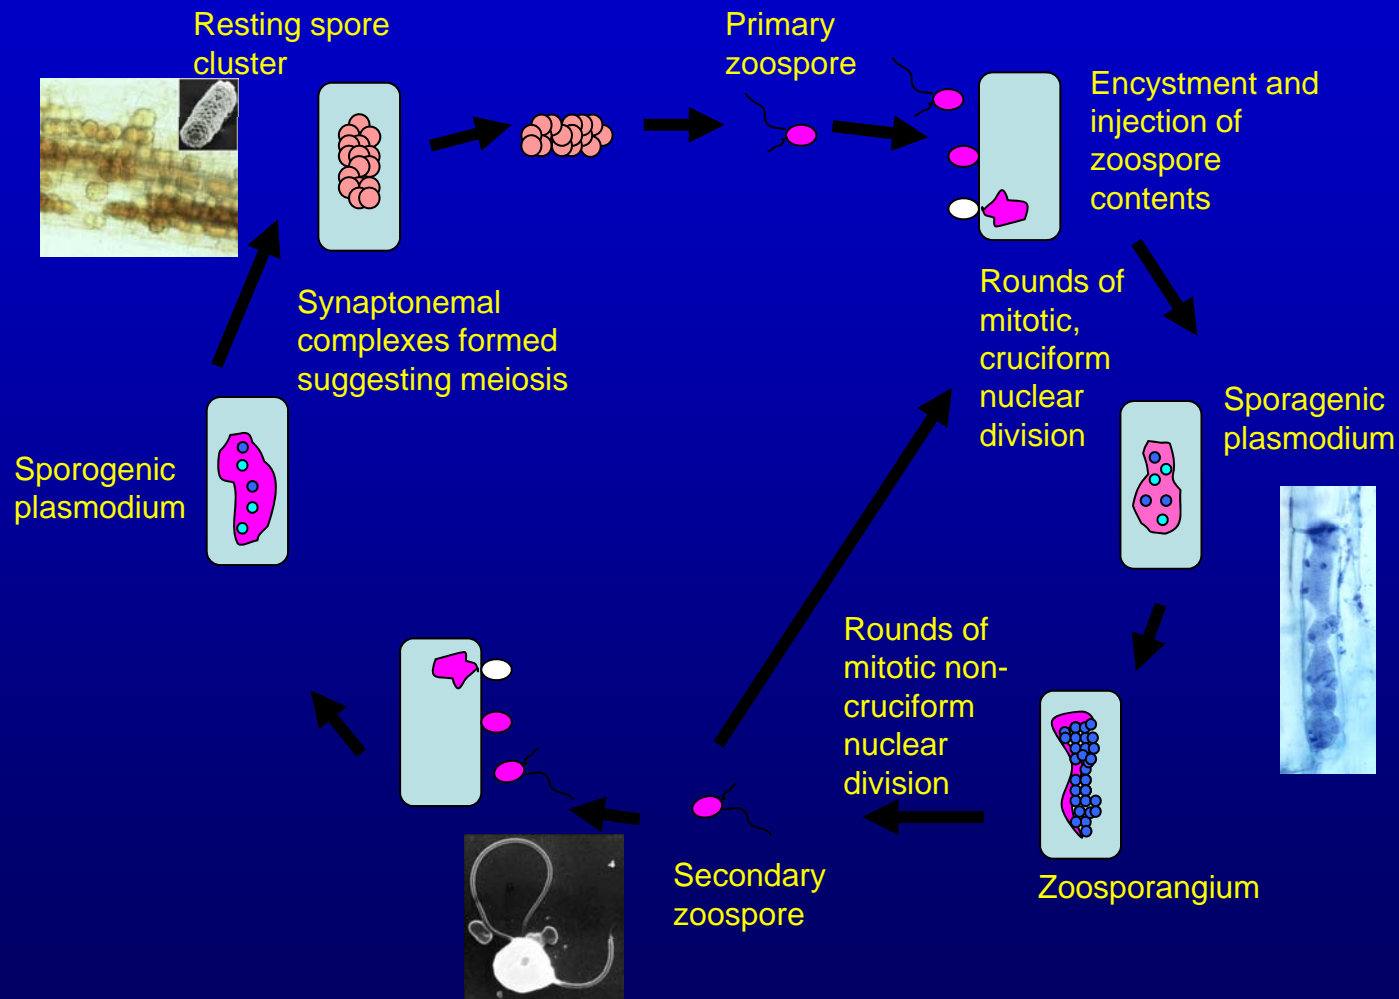 Resting spore
cluster
Primary
zoospore
Encystment and
injection of
zoospore
contents
Synaptonemal
complexes formed
suggesting meiosis
Rounds of
mitotic,
cruciform
nuclear
division
Sporagenic
plasmodium
Sporogenic
plasmodium
Rounds of
mitotic non-
cruciform
nuclear
division
Secondary
zoospore
Zoosporangium